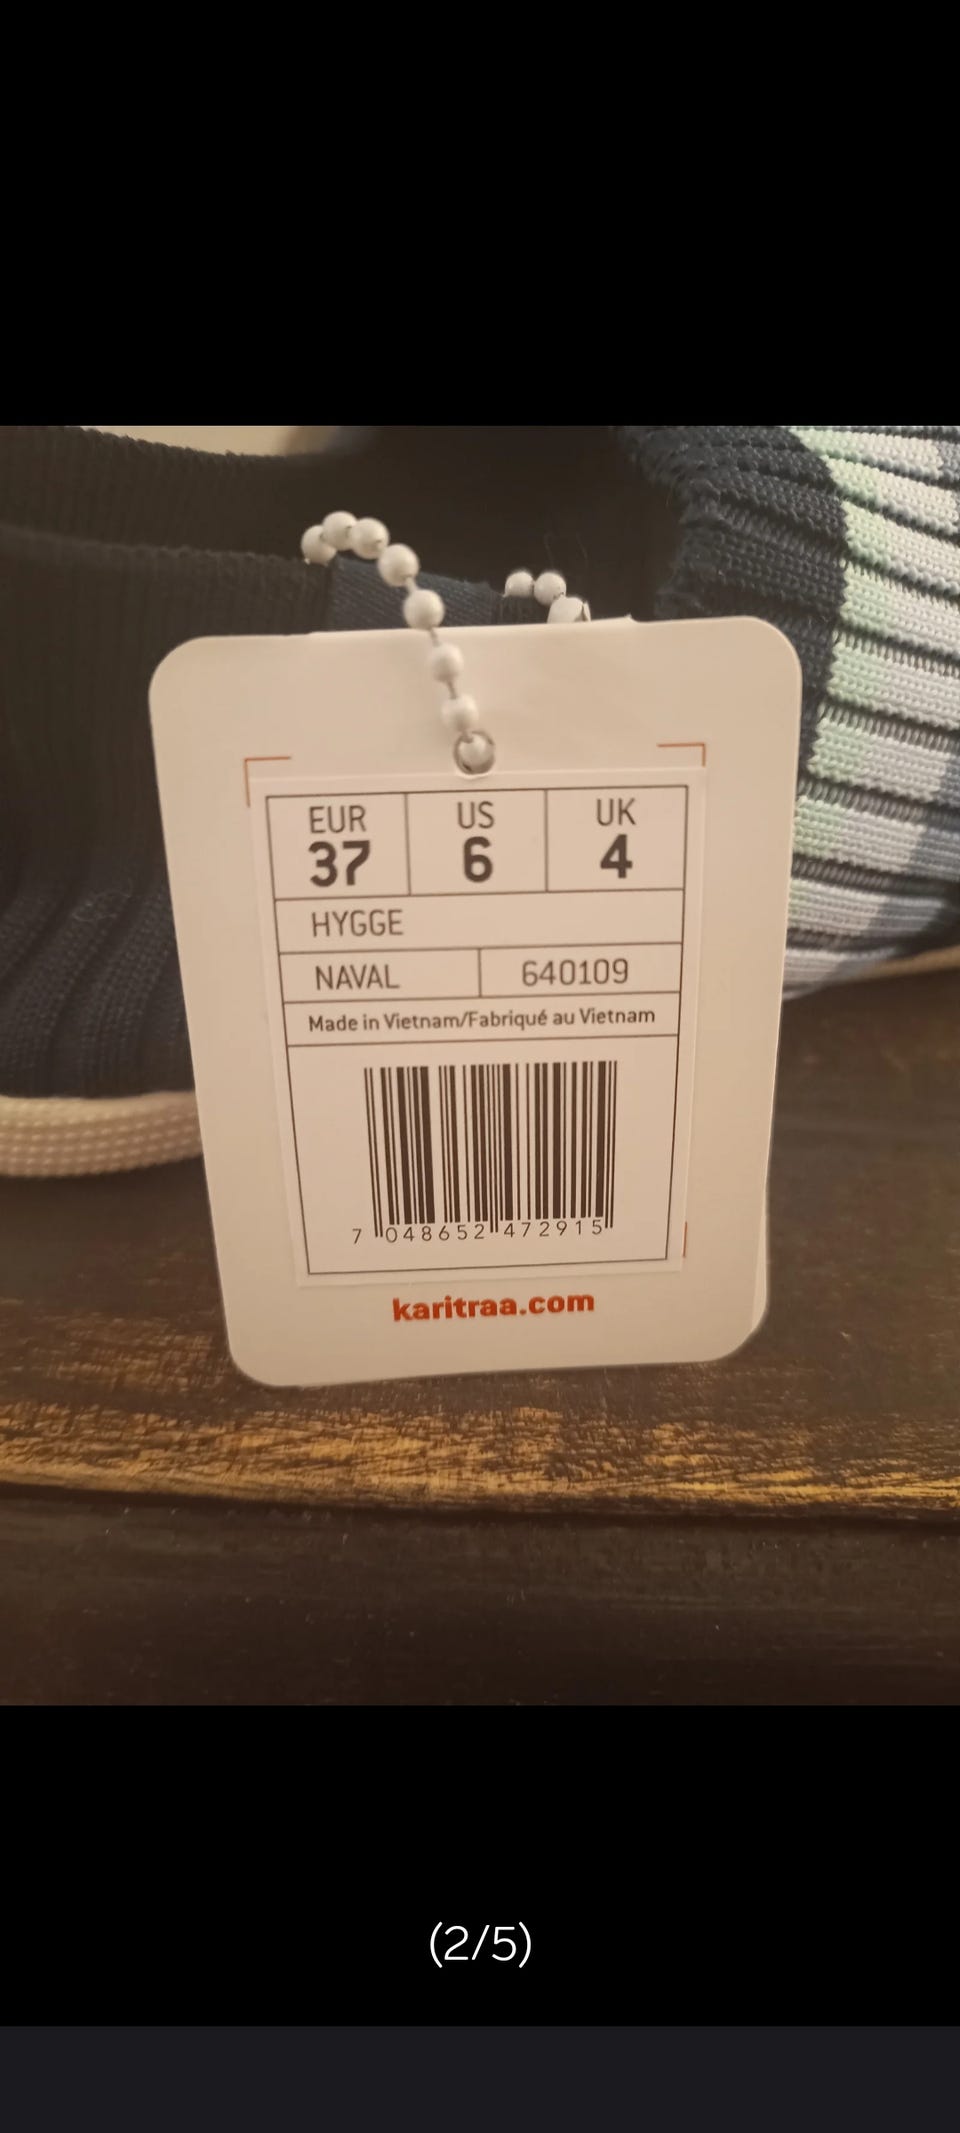 EUR US UK
37 6 4
HYGGE
NAVAL 640109
Made in Vietnam/Fabriqué au Vietnam
7 048652 472915
karitraa.com
(2/5)